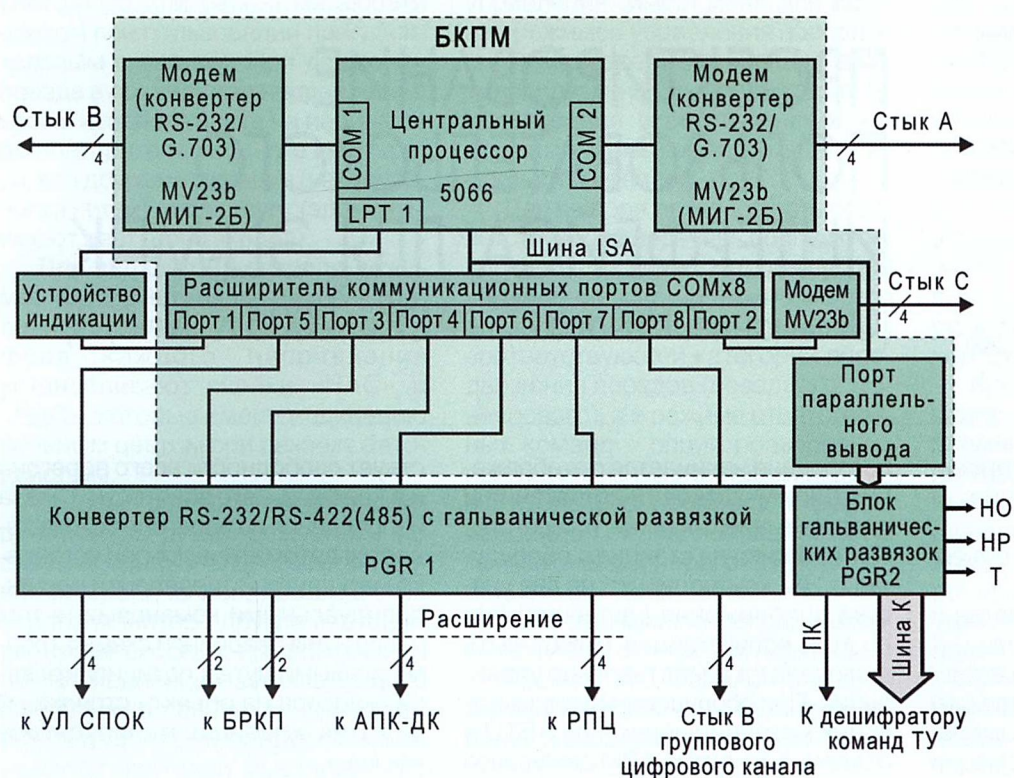 БКПМ
Модем
(конвертер
RS-232/
G.703)
MV23b
(МИГ-2Б)
COM 1
Центральный
процессор
5066
COM 2
LPT 1
Модем
(конвертер
RS-232/
G.703)
MV23b
(МИГ-2Б)
Стык В
4
Стык А
4
Шина ISA
Устройство
индикации
Расширитель коммуникационных портов COMx8
Порт 1
Порт 5
Порт 3
Порт 4
Порт 6
Порт 7
Порт 8
Порт 2
Модем
MV23b
Стык С
4
Порт
параллель-
ного
вывода
Конвертер RS-232/RS-422(485) с гальванической развязкой
PGR 1
Блок
гальваничес-
ких развязок
PGR2
НО
НР
Т
Расширение
4
2
2
4
4
4
ПК
Шина К
к УЛ СПОК
к БРКП
к АПК-ДК
к РПЦ
Стык В
группового
цифрового канала
К дешифратору
команд ТУ